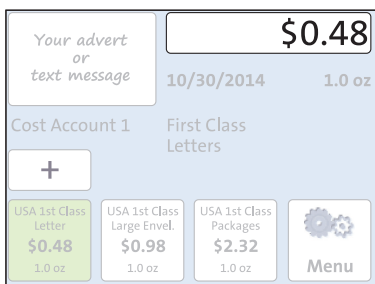 Your advert
or
text message
$0.48
10/30/2014 1.0 oz
Cost Account 1
First Class
Letters
+
USA 1st Class
Letter
$0.48
1.0 oz
USA 1st Class
Large Envel.
$0.98
1.0 oz
USA 1st Class
Packages
$2.32
1.0 oz
Menu